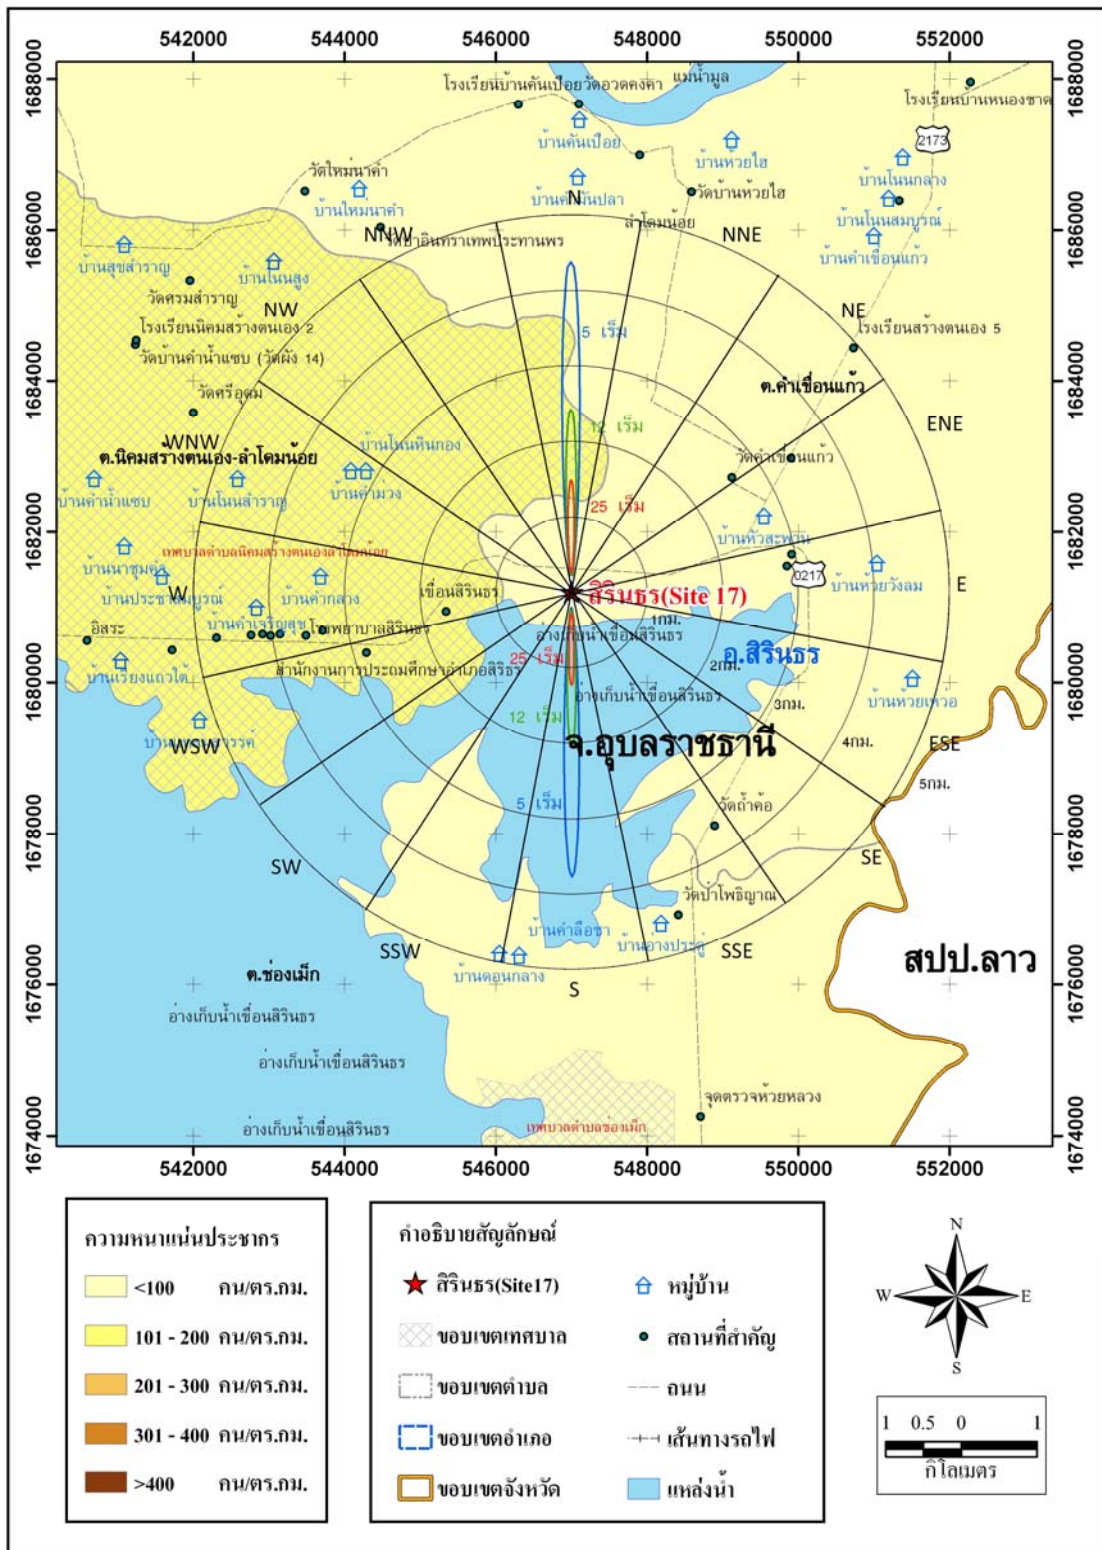 542000 544000 546000 548000 550000 552000
1688000
1686000
1684000
1682000
1680000
1678000
1676000
1674000
1688000
1686000
1684000
1682000
1680000
1678000
1676000
1674000
โรงเรียนบ้านคันเปือยวัดอวดคงคา
แม่น้ำมูล
โรงเรียนบ้านหนองชาด
2173
บ้านคันเปือย
บ้านห้วยไฮ
บ้านโนนกลาง
วัดใหม่นาคำ
บ้านใหม่นาคำ
วัดบ้านห้วยไฮ
บ้านโนนสมบูรณ์
N
ลำโดมน้อย
NNW
NNE
บ้านคำเขื่อนแก้ว
บ้านสุขสำราญ
บ้านโนนสูง
วัดศรมสำราญ
NW
NE
5 เร็ม
โรงเรียนนิคมสร้างตนเอง 2
โรงเรียนสร้างตนเอง 5
วัดบ้านคำน้ำแซบ (วัดผัง 14)
วัดศรีอุดม
ต.คำเขื่อนแก้ว
12 เร็ม
ENE
WNW
บ้านโนนหินกอง
ต.นิคมสร้างตนเอง-ลำโดมน้อย
วัดคำเขื่อนแก้ว
บ้านคำน้ำแซบ
บ้านโนนสำราญ
บ้านคำม่วง
25 เร็ม
บ้านหัวสะพาน
เทศบาลตำบลนิคมสร้างตนเองลำโดมน้อย
บ้านนาชุมคำ
0217
บ้านห้วยวังลม
E
W
บ้านประชาสมบูรณ์
บ้านคำกลาง
เขื่อนสิรินธร
สิรินธร(Site 17)
บ้านเจริญสุข
1กม.
อิสระ
โรงพยาบาลสิรินธร
อ่างเก็บน้ำเขื่อนสิรินธร
อ.สิรินธร
25 เร็ม
2กม.
สำนักงานการประถมศึกษาอำเภอสิริธร
บ้านเรียงแถวใต้
อ่างเก็บน้ำเขื่อนสิรินธร
3กม.
บ้านห้วยเหว่อ
12 เร็ม
WSW
จ.อุบลราชธานี
4กม.
ESE
5กม.
5 เร็ม
วัดถ้ำค้อ
SW
SE
วัดป่าโพธิญาณ
บ้านคำลือชา
บ้านอ่างประดู่
SSW
SSE
สปป.ลาว
ต.ช่องเม็ก
บ้านดอนกลาง
S
อ่างเก็บน้ำเขื่อนสิรินธร
อ่างเก็บน้ำเขื่อนสิรินธร
จุดตรวจห้วยหลวง
อ่างเก็บน้ำเขื่อนสิรินธร
เทศบาลตำบลช่องเม็ก
542000 544000 546000 548000 550000 552000
ความหนาแน่นประชากร
<100 คน/ตร.กม.
101 - 200 คน/ตร.กม.
201 - 300 คน/ตร.กม.
301 - 400 คน/ตร.กม.
>400 คน/ตร.กม.
คำอธิบายสัญลักษณ์
สิรินธร(Site17)
หมู่บ้าน
ขอบเขตเทศบาล
สถานที่สำคัญ
ขอบเขตตำบล
ถนน
ขอบเขตอำเภอ
เส้นทางรถไฟ
ขอบเขตจังหวัด
แหล่งน้ำ
N
W
E
S
1 0.5 0 1
กิโลเมตร